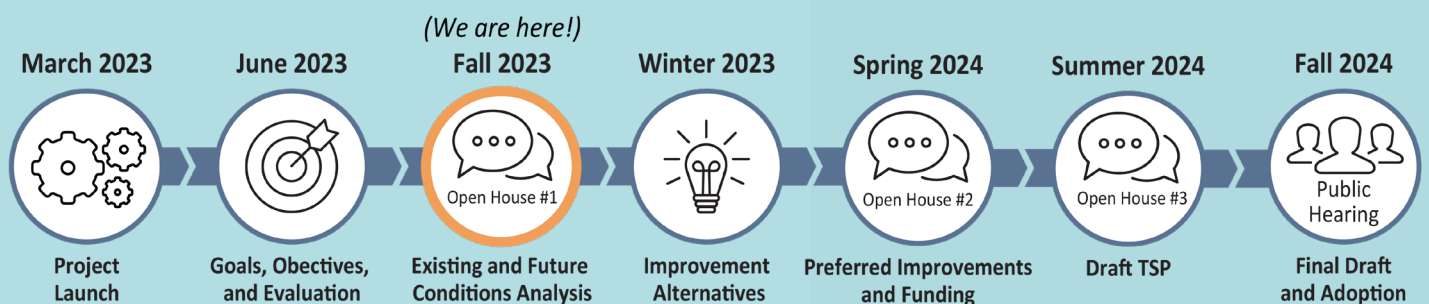 (We are here!)
March 2023
June 2023
Fall 2023
Winter 2023
Spring 2024
Summer 2024
Fall 2024
Open House #1
Open House #2
Open House #3
Public
Hearing
Project
Launch
Goals, Obectives,
and Evaluation
Existing and Future
Conditions Analysis
Improvement
Alternatives
Preferred Improvements
and Funding
Draft TSP
Final Draft
and Adoption